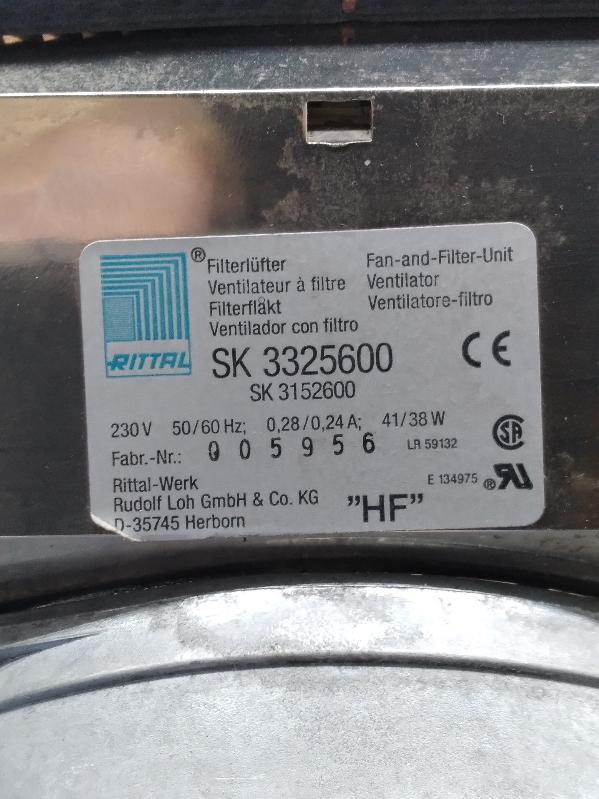 RITTAL
®
Filterlüfter Fan-and-Filter-Unit
Ventilateur à filtre Ventilator
Filterfläkt Ventilatore-filtro
Ventilador con filtro
SK 3325600 CE
SK 3152600
230 V 50/60 Hz; 0,28/0,24 A; 41/38 W
Fabr.-Nr.: 005956 LR 59132 SA
Rittal-Werk E 134975 ® RU
Rudolf Loh GmbH & Co. KG "HF"
D-35745 Herborn